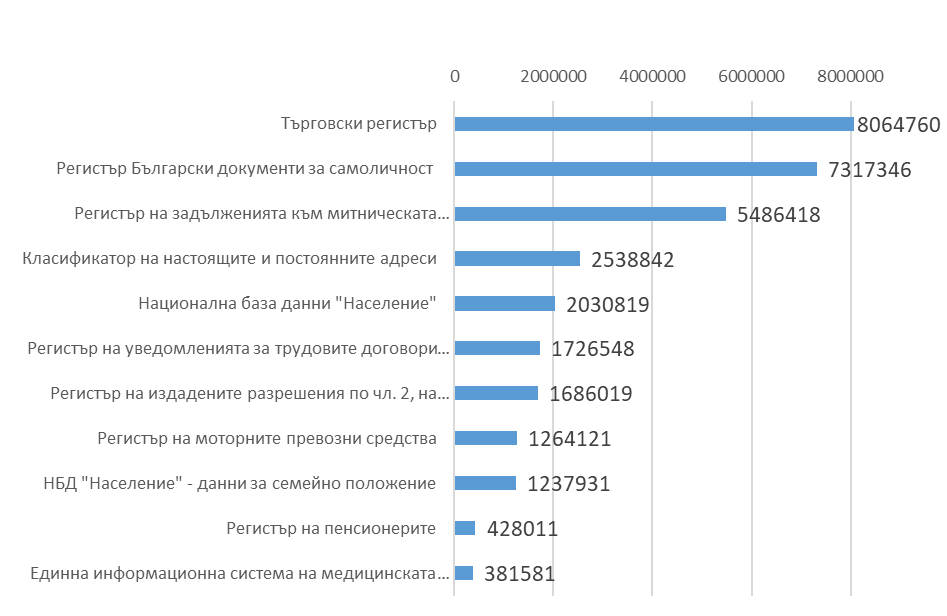 0 2000000 4000000 6000000 8000000
Търговски регистър 8064760
Регистър Български документи за самоличност 7317346
Регистър на задълженията към митническата... 5486418
Класификатор на настоящите и постоянните адреси 2538842
Национална база данни "Население" 2030819
Регистър на уведомленията за трудовите договори... 1726548
Регистър на издадените разрешения по чл. 2, на... 1686019
Регистър на моторните превозни средства 1264121
НБД "Население" - данни за семейно положение 1237931
Регистър на пенсионерите 428011
Единна информационна система на медицинската... 381581